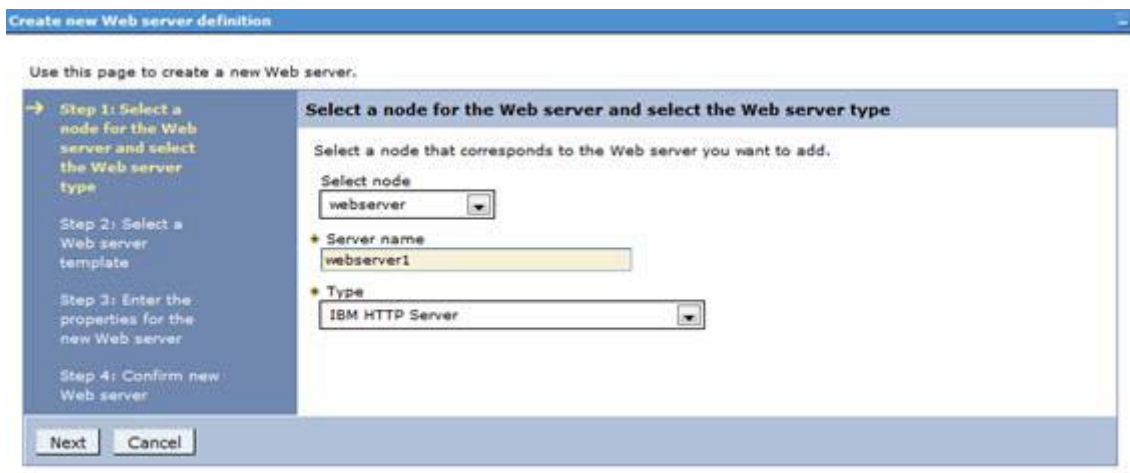 Create new Web server definition
Use this page to create a new Web server.
Step 1: Select a
node for the Web
server and select
the Web server
type
Step 2: Select a
Web server
template
Step 3: Enter the
properties for the
new Web server
Step 4: Confirm new
Web server
Select a node for the Web server and select the Web server type
Select a node that corresponds to the Web server you want to add.
Select node
webserver
Server name
webserver1
Type
IBM HTTP Server
Next
Cancel